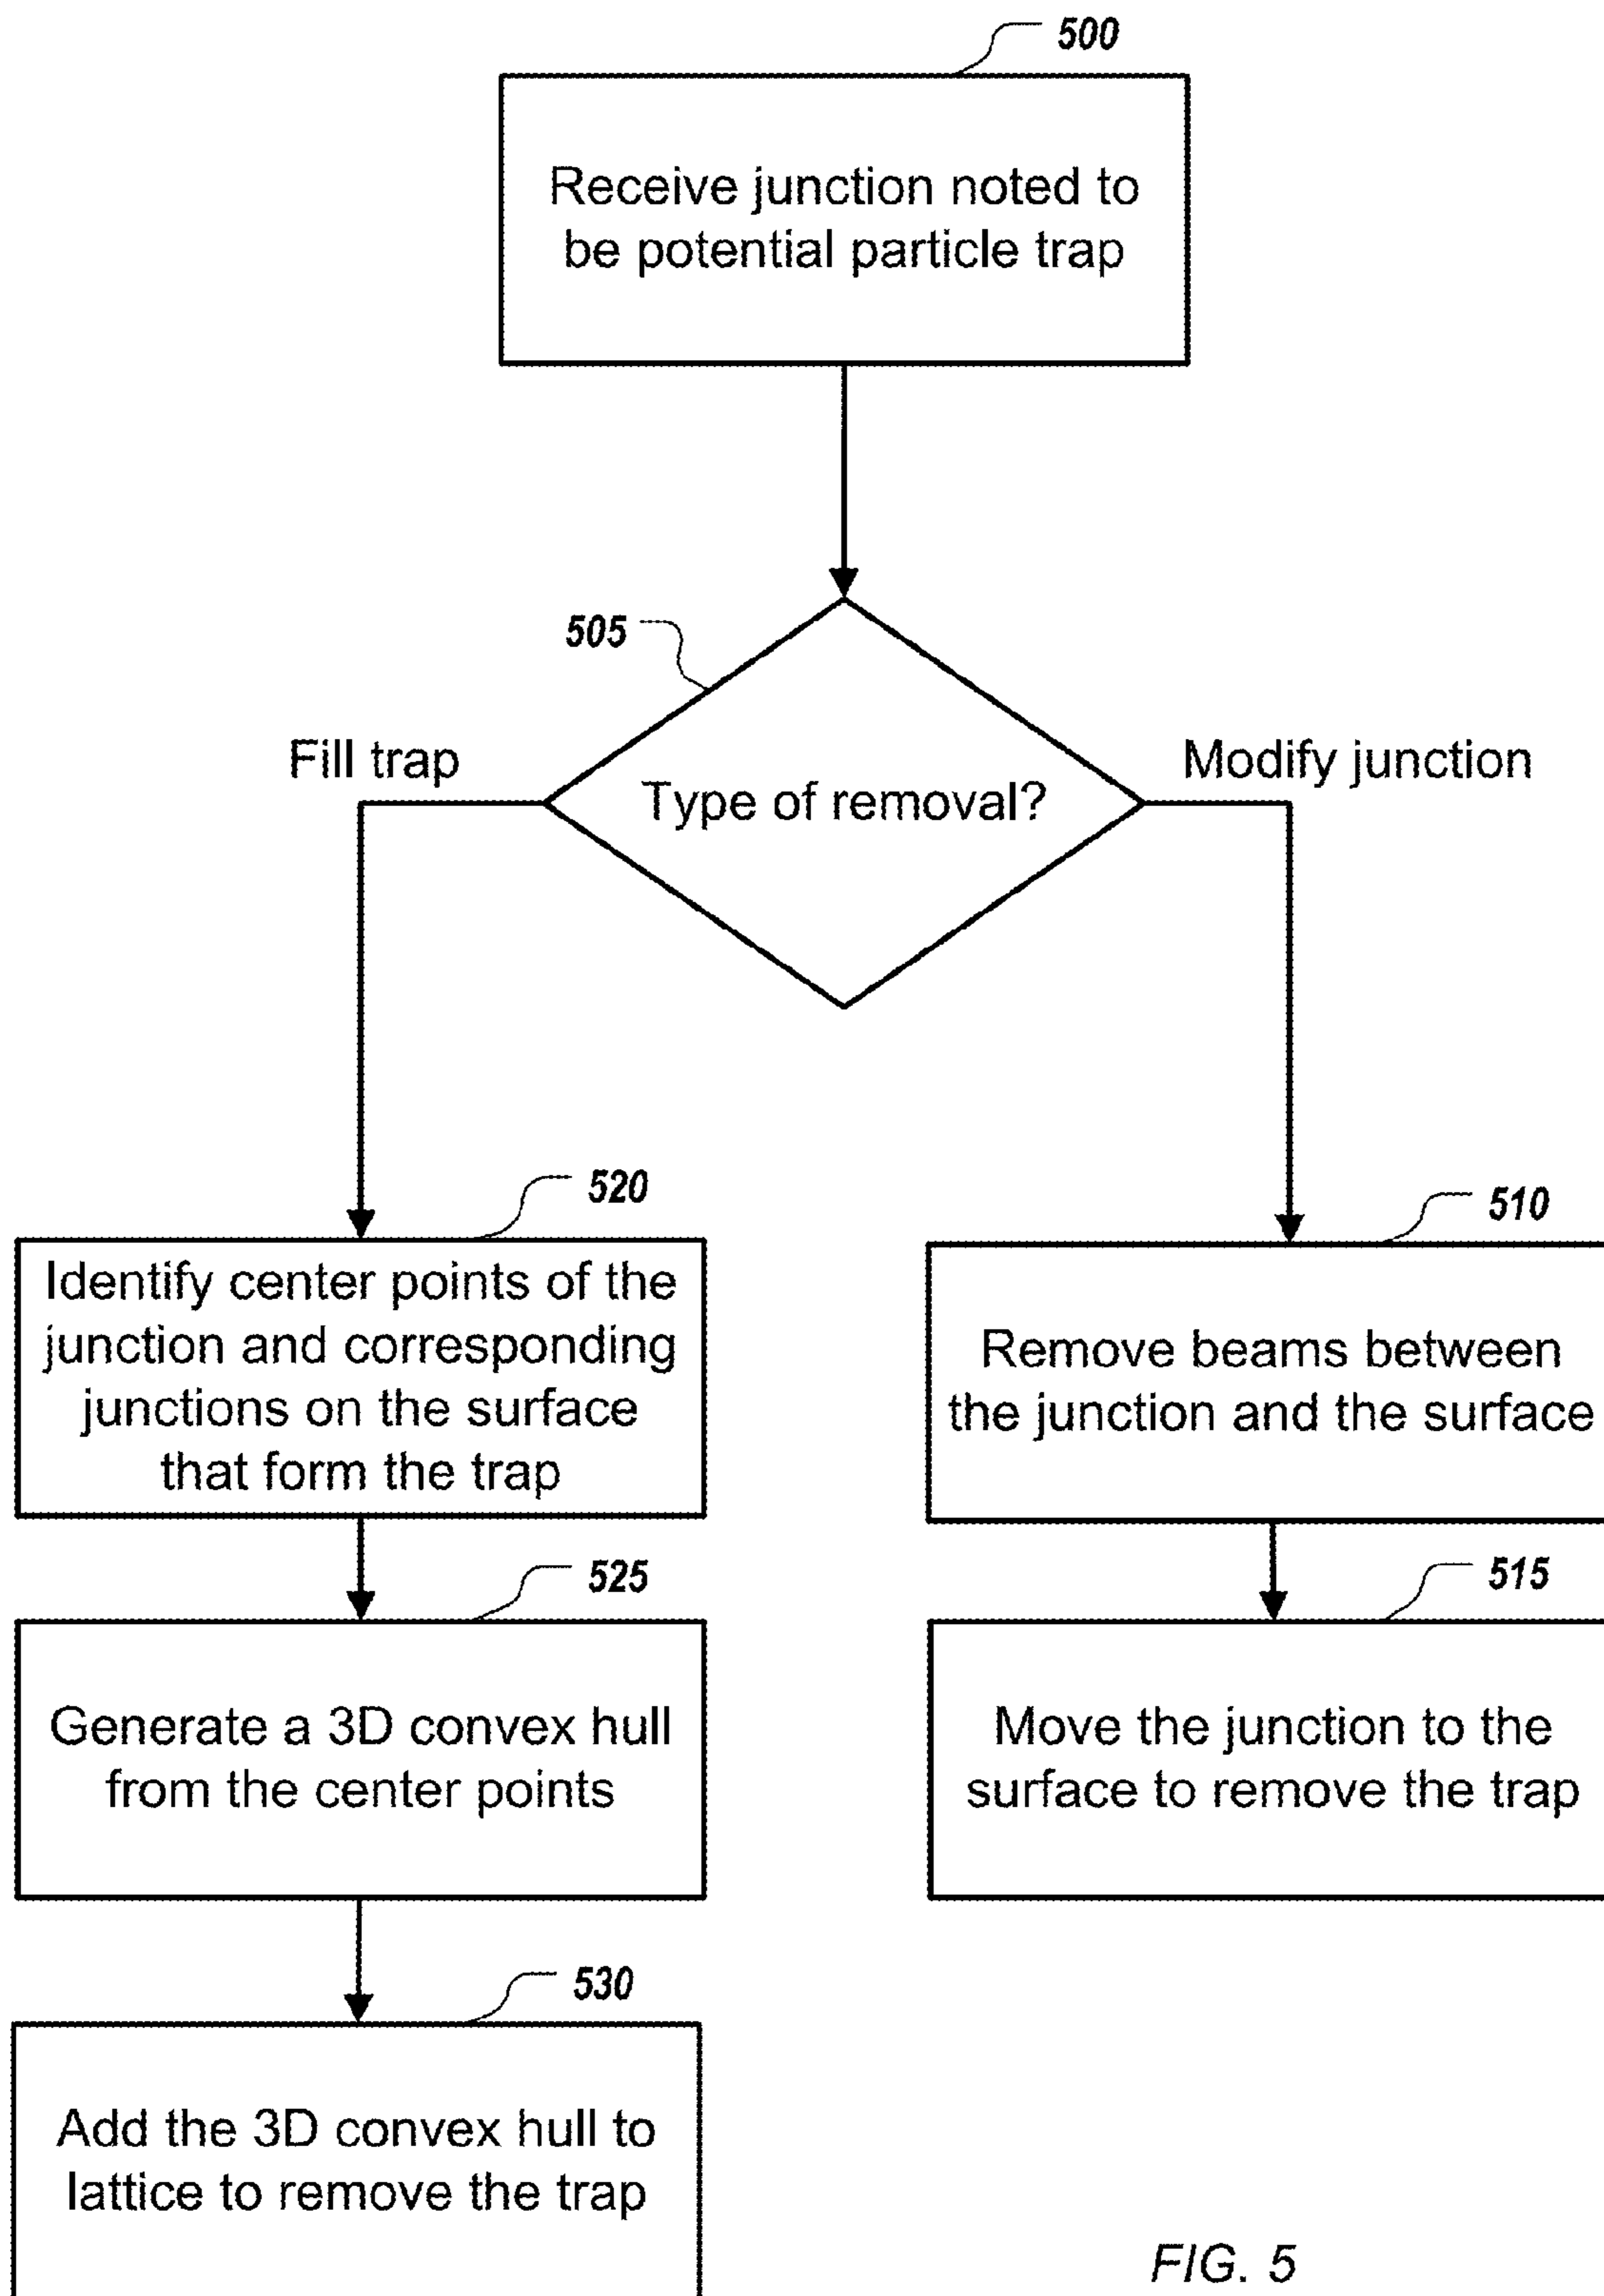 500
Receive junction noted to
be potential particle trap
505
Fill trap
Type of removal?
Modify junction
520
Identify center points of the
junction and corresponding
junctions on the surface
that form the trap
510
Remove beams between
the junction and the surface
525
Generate a 3D convex hull
from the center points
515
Move the junction to the
surface to remove the trap
530
Add the 3D convex hull to
lattice to remove the trap
FIG. 5